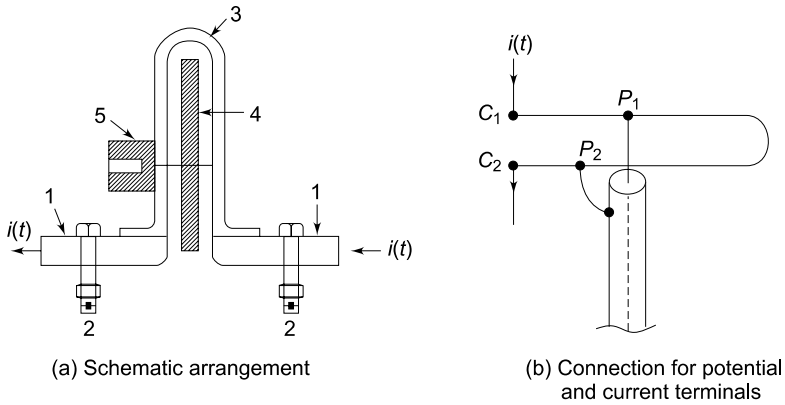 3
i(t)
5
4
C1
P1
C2
P2
1
1
i(t)
i(t)
2
2
(a) Schematic arrangement
(b) Connection for potential
and current terminals